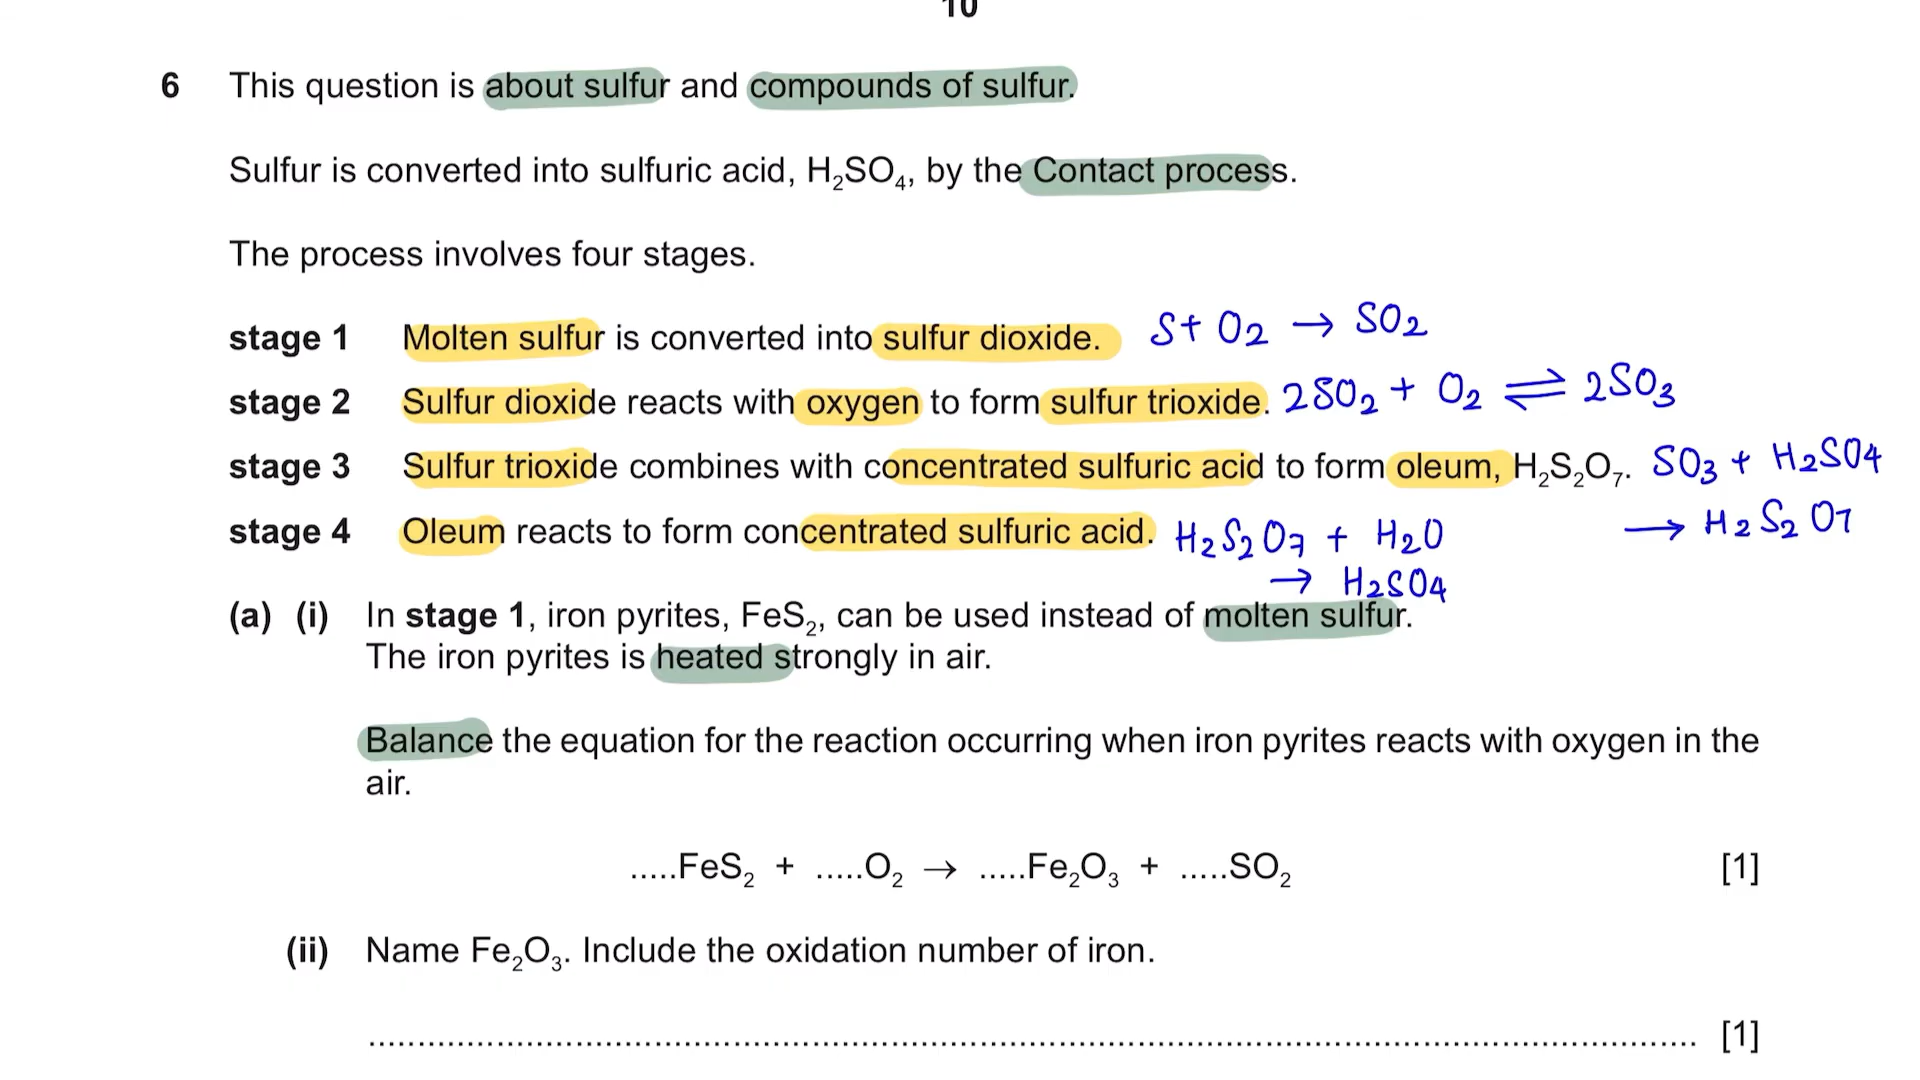 10
6 This question is about sulfur and compounds of sulfur.
Sulfur is converted into sulfuric acid, H₂SO₄, by the Contact process.
The process involves four stages.
stage 1 Molten sulfur is converted into sulfur dioxide. S + O₂ → SO₂
stage 2 Sulfur dioxide reacts with oxygen to form sulfur trioxide. 2SO₂ + O₂ ⇌ 2SO₃
stage 3 Sulfur trioxide combines with concentrated sulfuric acid to form oleum, H₂S₂O₇. SO₃ + H₂SO₄
→ H₂S₂O₇
stage 4 Oleum reacts to form concentrated sulfuric acid. H₂S₂O₇ + H₂O
→ H₂SO₄
(a) (i) In stage 1, iron pyrites, FeS₂, can be used instead of molten sulfur.
The iron pyrites is heated strongly in air.
Balance the equation for the reaction occurring when iron pyrites reacts with oxygen in the
air.
.....FeS₂ + .....O₂ → .....Fe₂O₃ + .....SO₂ [1]
(ii) Name Fe₂O₃. Include the oxidation number of iron.
.................................................................................................................................. [1]